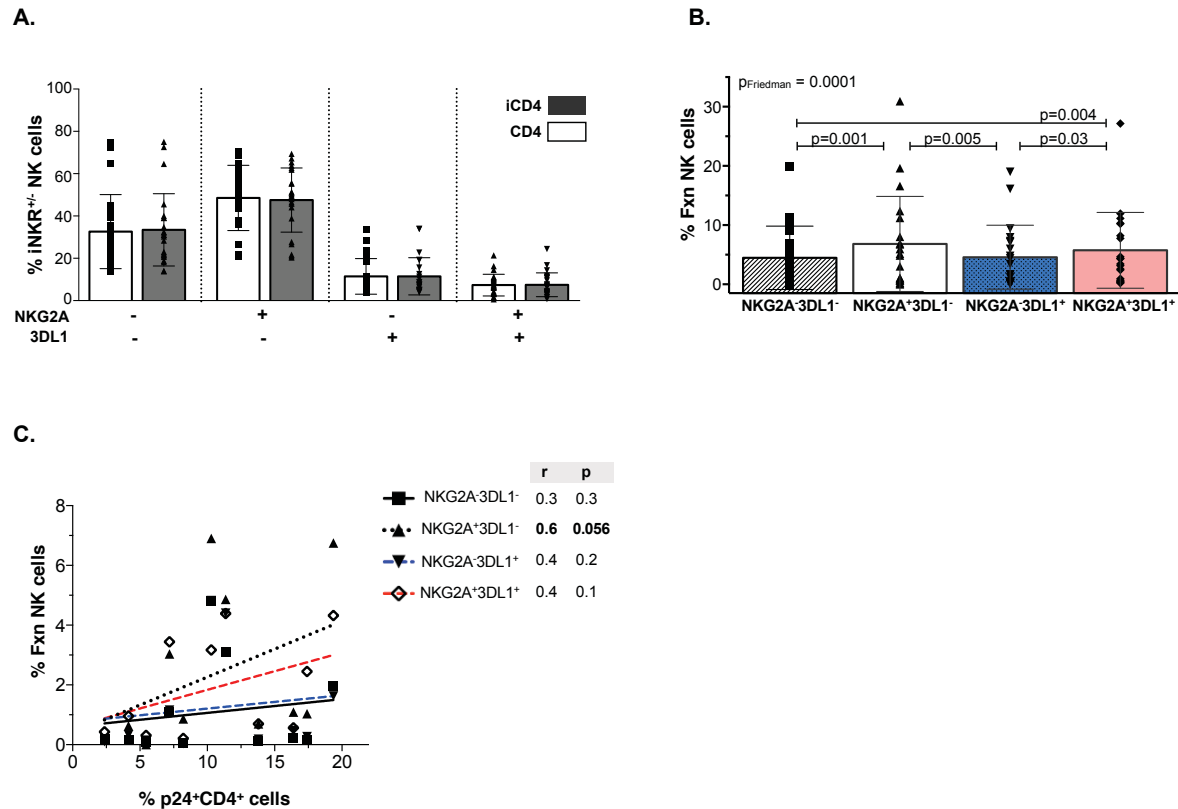 A.
% iNKR+/- NK cells
100
80
60
40
20
0
iCD4
CD4
NKG2A - + - +
3DL1 - - + +
B.
% Fxn NK cells
30
20
10
0
pFriedman = 0.0001
p=0.004
p=0.001 p=0.005 p=0.03
NKG2A-3DL1- NKG2A+3DL1- NKG2A-3DL1+ NKG2A+3DL1+
C.
r p
NKG2A-3DL1- 0.3 0.3
NKG2A+3DL1- 0.6 0.056
NKG2A-3DL1+ 0.4 0.2
NKG2A+3DL1+ 0.4 0.1
% Fxn NK cells
8
6
4
2
0
0 5 10 15 20
% p24+CD4+ cells